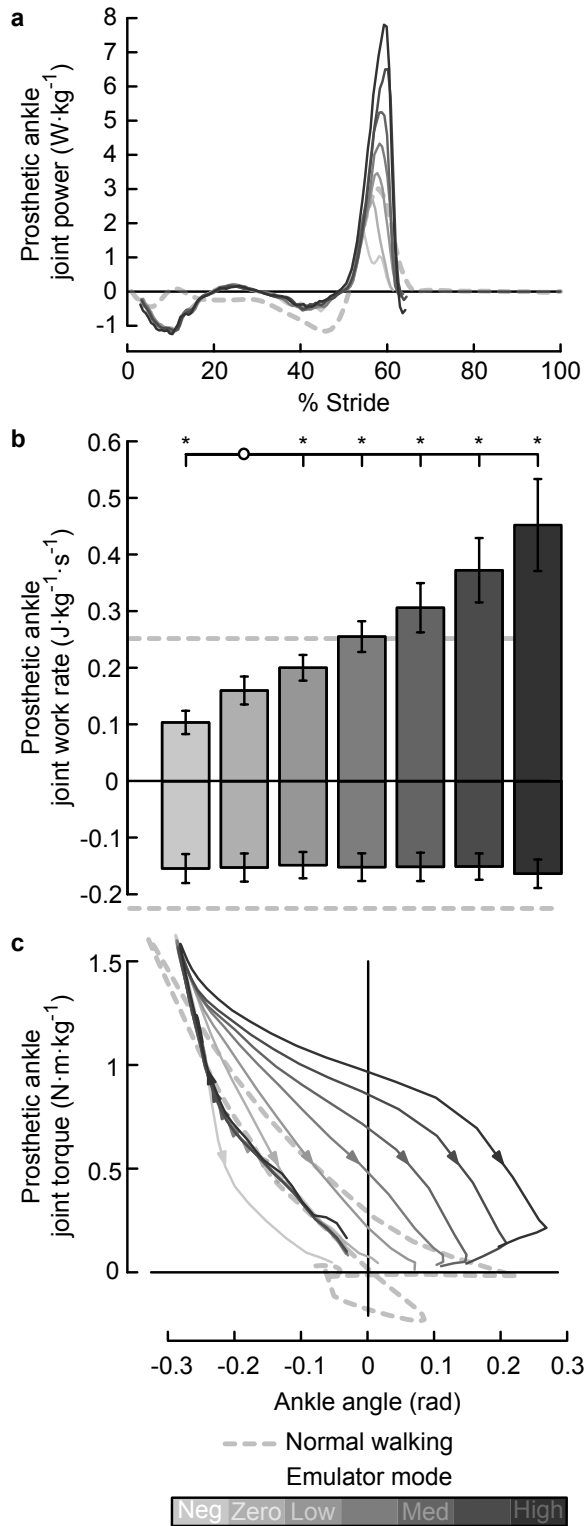 a
8
7
6
5
4
3
2
1
0
-1
Prosthetic ankle
joint power (W·kg⁻¹)
0 20 40 60 80 100
% Stride
b
0.6
0.5
0.4
0.3
0.2
0.1
0
-0.1
-0.2
Prosthetic ankle
joint work rate (J·kg⁻¹·s⁻¹)
* * * * * *
c
1.5
1
0.5
0
Prosthetic ankle
joint torque (N·m·kg⁻¹)
-0.3 -0.2 -0.1 0 0.1 0.2 0.3
Ankle angle (rad)
Normal walking
Emulator mode
Neg Zero Low Med High